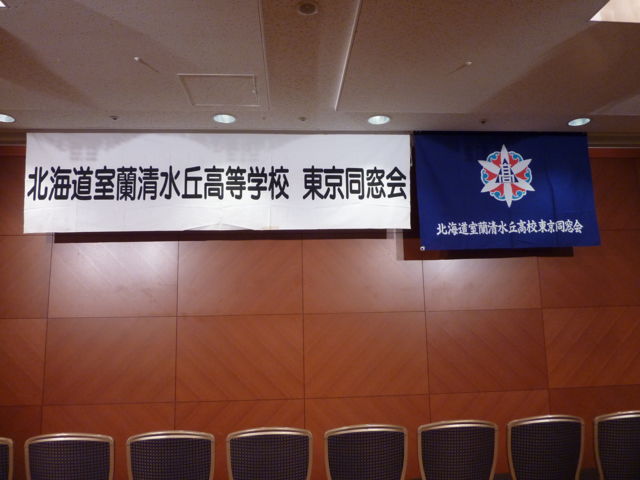 北海道室蘭清水丘高等学校 東京同窓会
高
北海道室蘭清水丘高校東京同窓会